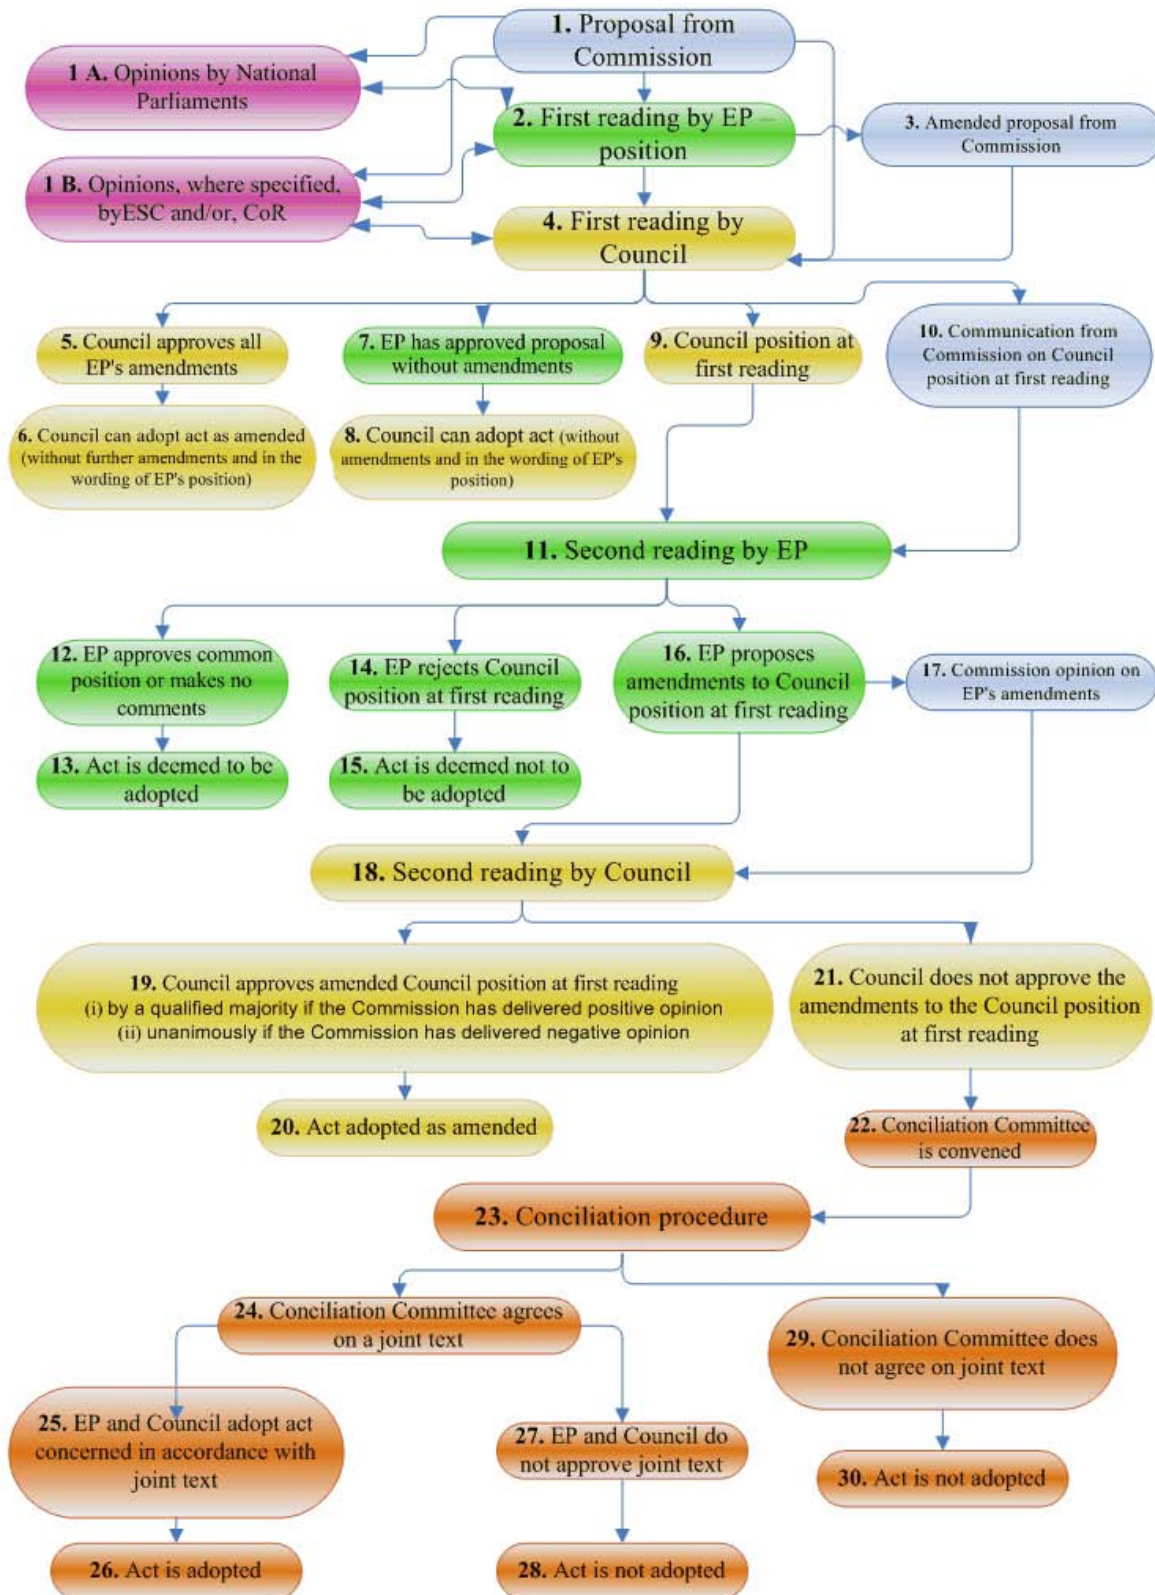 1. Proposal from
Commission
1 A. Opinions by National
Parliaments
2. First reading by EP –
position
3. Amended proposal from
Commission
1 B. Opinions, where specified,
byESC and/or, CoR
4. First reading by
Council
5. Council approves all
EP's amendments
7. EP has approved proposal
without amendments
9. Council position at
first reading
10. Communication from
Commission on Council
position at first reading
6. Council can adopt act as amended
(without further amendments and in the
wording of EP's position)
8. Council can adopt act (without
amendments and in the wording of EP's
position)
11. Second reading by EP
12. EP approves common
position or makes no
comments
14. EP rejects Council
position at first reading
16. EP proposes
amendments to Council
position at first reading
17. Commission opinion on
EP's amendments
13. Act is deemed to be
adopted
15. Act is deemed not to
be adopted
18. Second reading by Council
19. Council approves amended Council position at first reading
(i) by a qualified majority if the Commission has delivered positive opinion
(ii) unanimously if the Commission has delivered negative opinion
21. Council does not approve the
amendments to the Council position
at first reading
20. Act adopted as amended
22. Conciliation Committee
is convened
23. Conciliation procedure
24. Conciliation Committee agrees
on a joint text
29. Conciliation Committee does
not agree on joint text
25. EP and Council adopt act
concerned in accordance with
joint text
27. EP and Council do
not approve joint text
30. Act is not adopted
26. Act is adopted
28. Act is not adopted